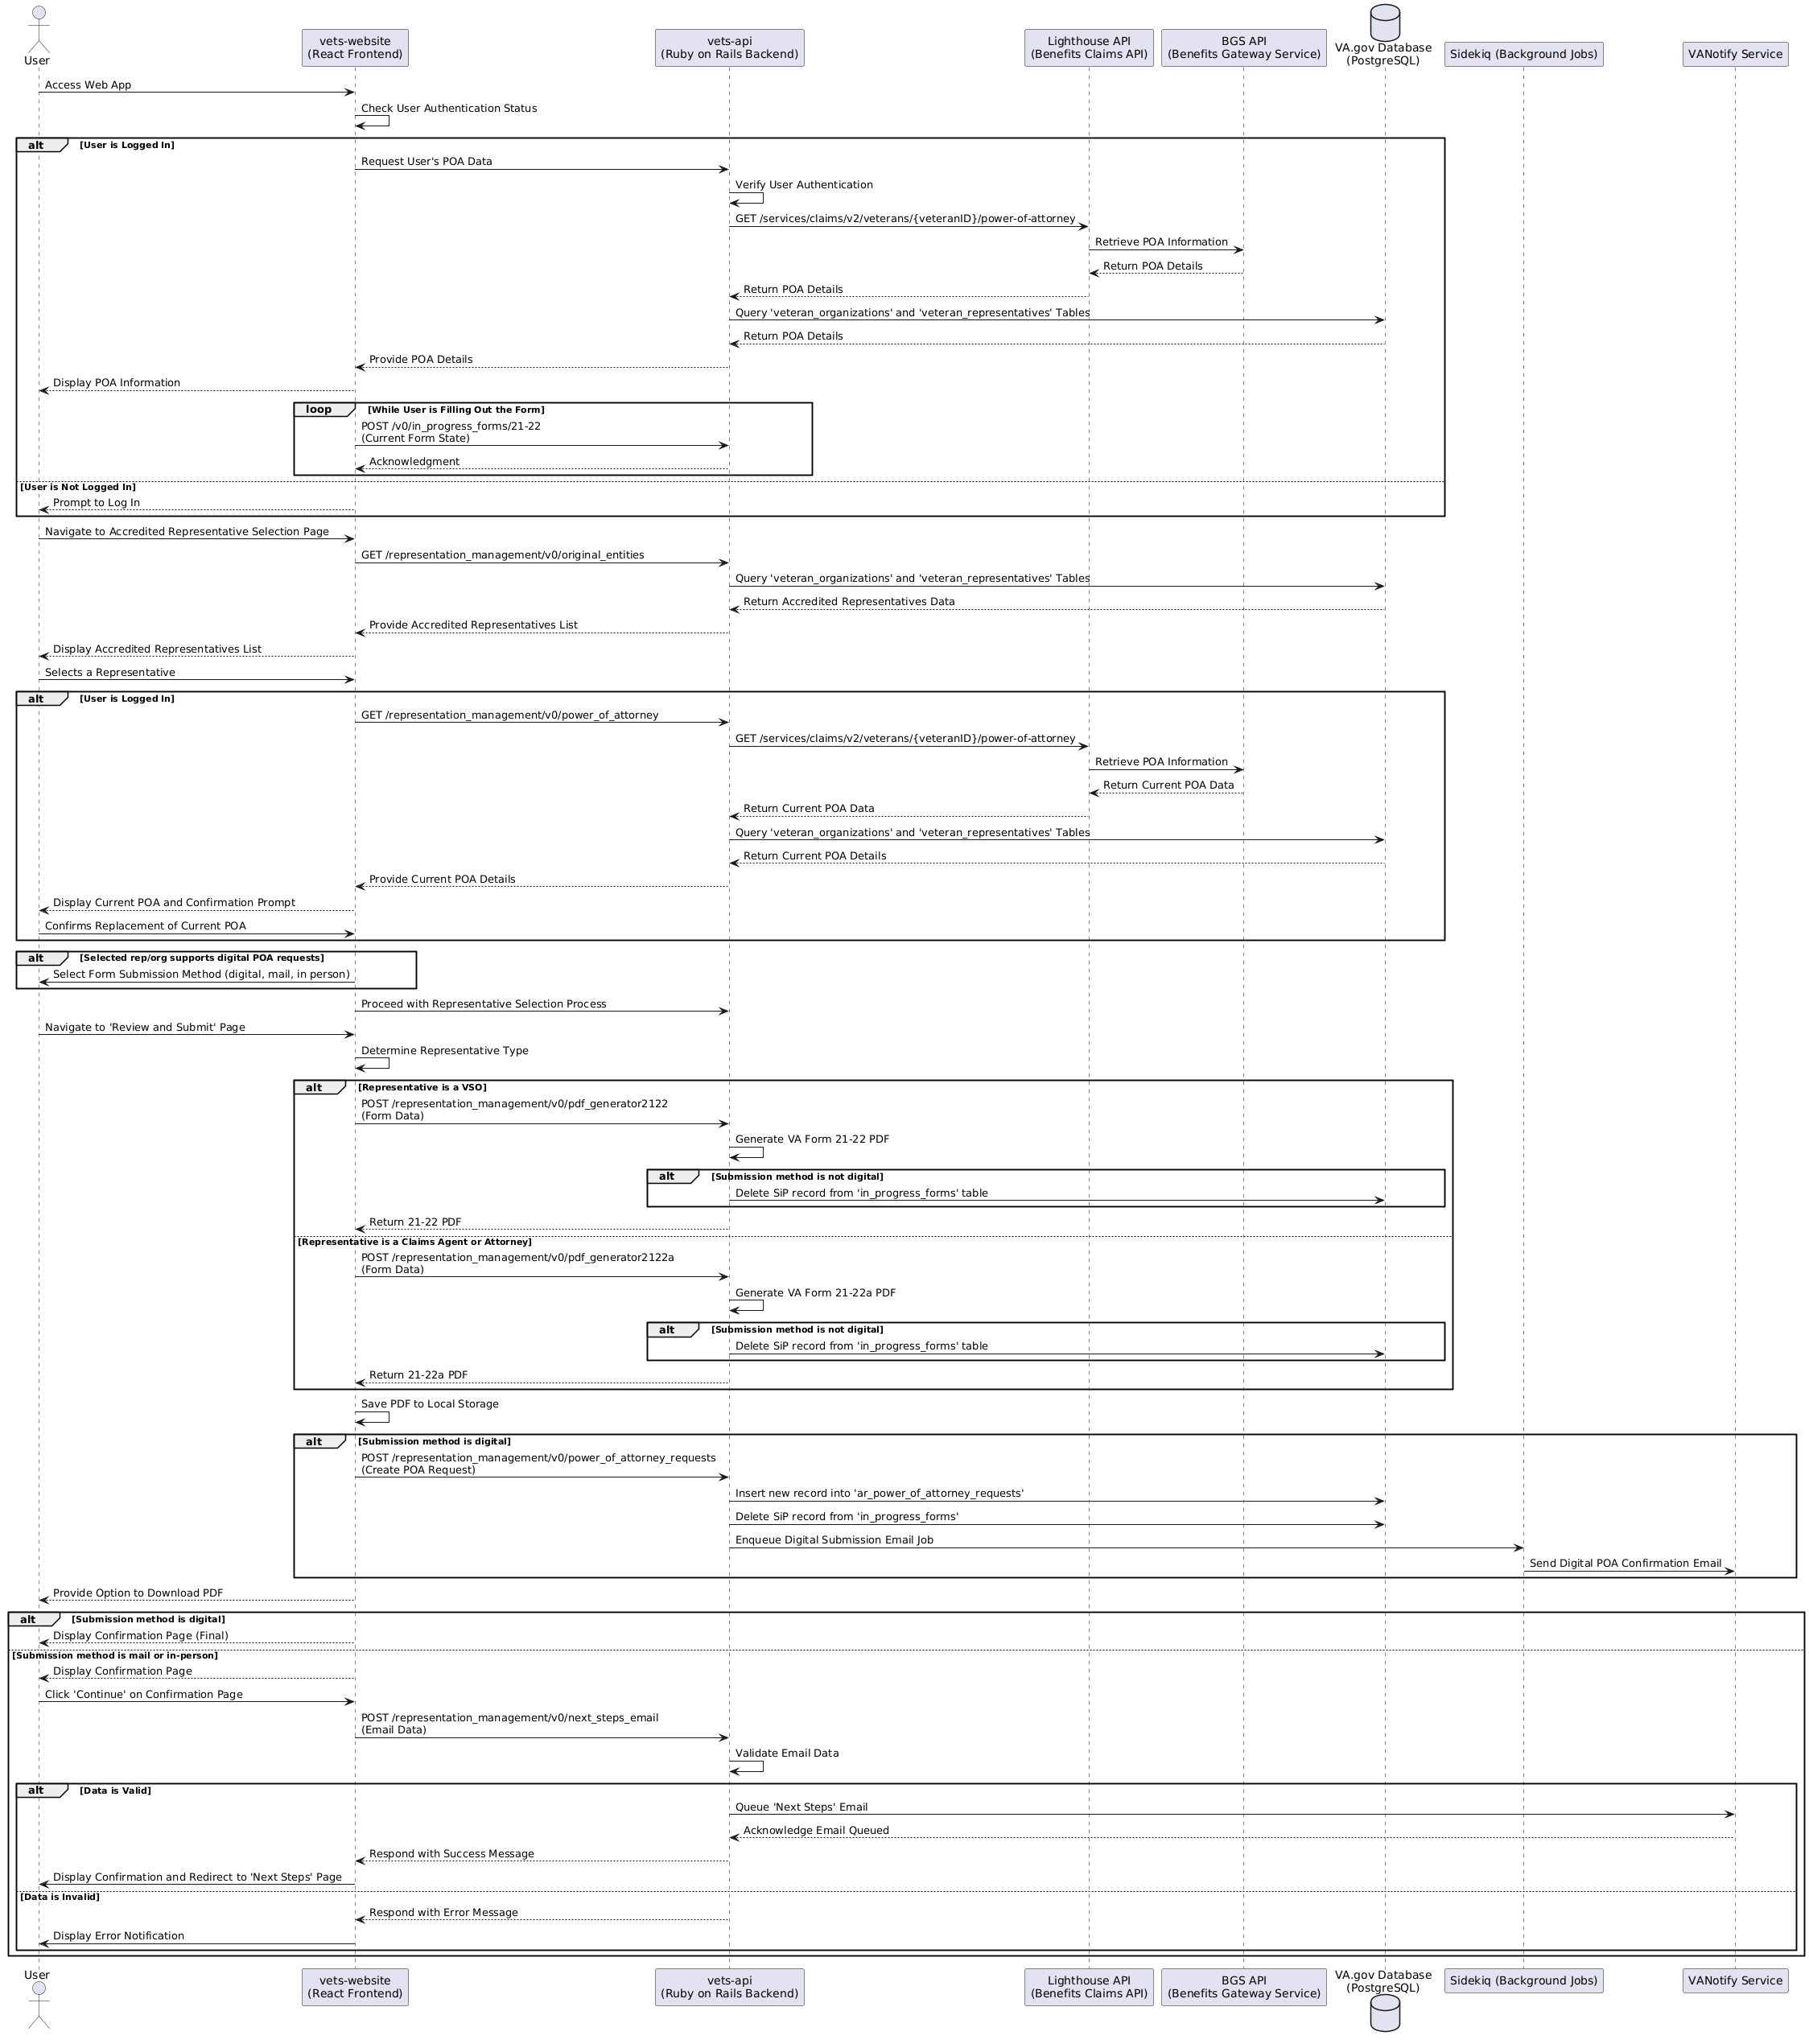 User
vets-website
(React Frontend)
vets-api
(Ruby on Rails Backend)
Lighthouse API
(Benefits Claims API)
BGS API
(Benefits Gateway Service)
VA.gov Database
(PostgreSQL)
Sidekiq (Background Jobs)
VANotify Service
Access Web App
Check User Authentication Status
alt [User is Logged In]
Request User's POA Data
Verify User Authentication
GET /services/claims/v2/veterans/{veteranID}/power-of-attorney
Retrieve POA Information
Return POA Details
Return POA Details
Query 'veteran_organizations' and 'veteran_representatives' Tables
Return POA Details
Provide POA Details
Display POA Information
loop [While User is Filling Out the Form]
POST /v0/in_progress_forms/21-22
(Current Form State)
Acknowledgment
[User is Not Logged In]
Prompt to Log In
Navigate to Accredited Representative Selection Page
GET /representation_management/v0/original_entities
Query 'veteran_organizations' and 'veteran_representatives' Tables
Return Accredited Representatives Data
Provide Accredited Representatives List
Display Accredited Representatives List
Selects a Representative
alt [User is Logged In]
GET /representation_management/v0/power_of_attorney
GET /services/claims/v2/veterans/{veteranID}/power-of-attorney
Retrieve POA Information
Return Current POA Data
Return Current POA Data
Query 'veteran_organizations' and 'veteran_representatives' Tables
Return Current POA Details
Provide Current POA Details
Display Current POA and Confirmation Prompt
Confirms Replacement of Current POA
alt [Selected rep/org supports digital POA requests]
Select Form Submission Method (digital, mail, in person)
Proceed with Representative Selection Process
Navigate to 'Review and Submit' Page
Determine Representative Type
alt [Representative is a VSO]
POST /representation_management/v0/pdf_generator2122
(Form Data)
Generate VA Form 21-22 PDF
alt [Submission method is not digital]
Delete SiP record from 'in_progress_forms' table
Return 21-22 PDF
[Representative is a Claims Agent or Attorney]
POST /representation_management/v0/pdf_generator2122a
(Form Data)
Generate VA Form 21-22a PDF
alt [Submission method is not digital]
Delete SiP record from 'in_progress_forms' table
Return 21-22a PDF
Save PDF to Local Storage
alt [Submission method is digital]
POST /representation_management/v0/power_of_attorney_requests
(Create POA Request)
Insert new record into 'ar_power_of_attorney_requests'
Delete SiP record from 'in_progress_forms'
Enqueue Digital Submission Email Job
Send Digital POA Confirmation Email
Provide Option to Download PDF
alt [Submission method is digital]
Display Confirmation Page (Final)
[Submission method is mail or in-person]
Display Confirmation Page
Click 'Continue' on Confirmation Page
POST /representation_management/v0/next_steps_email
(Email Data)
Validate Email Data
alt [Data is Valid]
Queue 'Next Steps' Email
Acknowledge Email Queued
Respond with Success Message
Display Confirmation and Redirect to 'Next Steps' Page
[Data is Invalid]
Respond with Error Message
Display Error Notification
User
vets-website
(React Frontend)
vets-api
(Ruby on Rails Backend)
Lighthouse API
(Benefits Claims API)
BGS API
(Benefits Gateway Service)
VA.gov Database
(PostgreSQL)
Sidekiq (Background Jobs)
VANotify Service